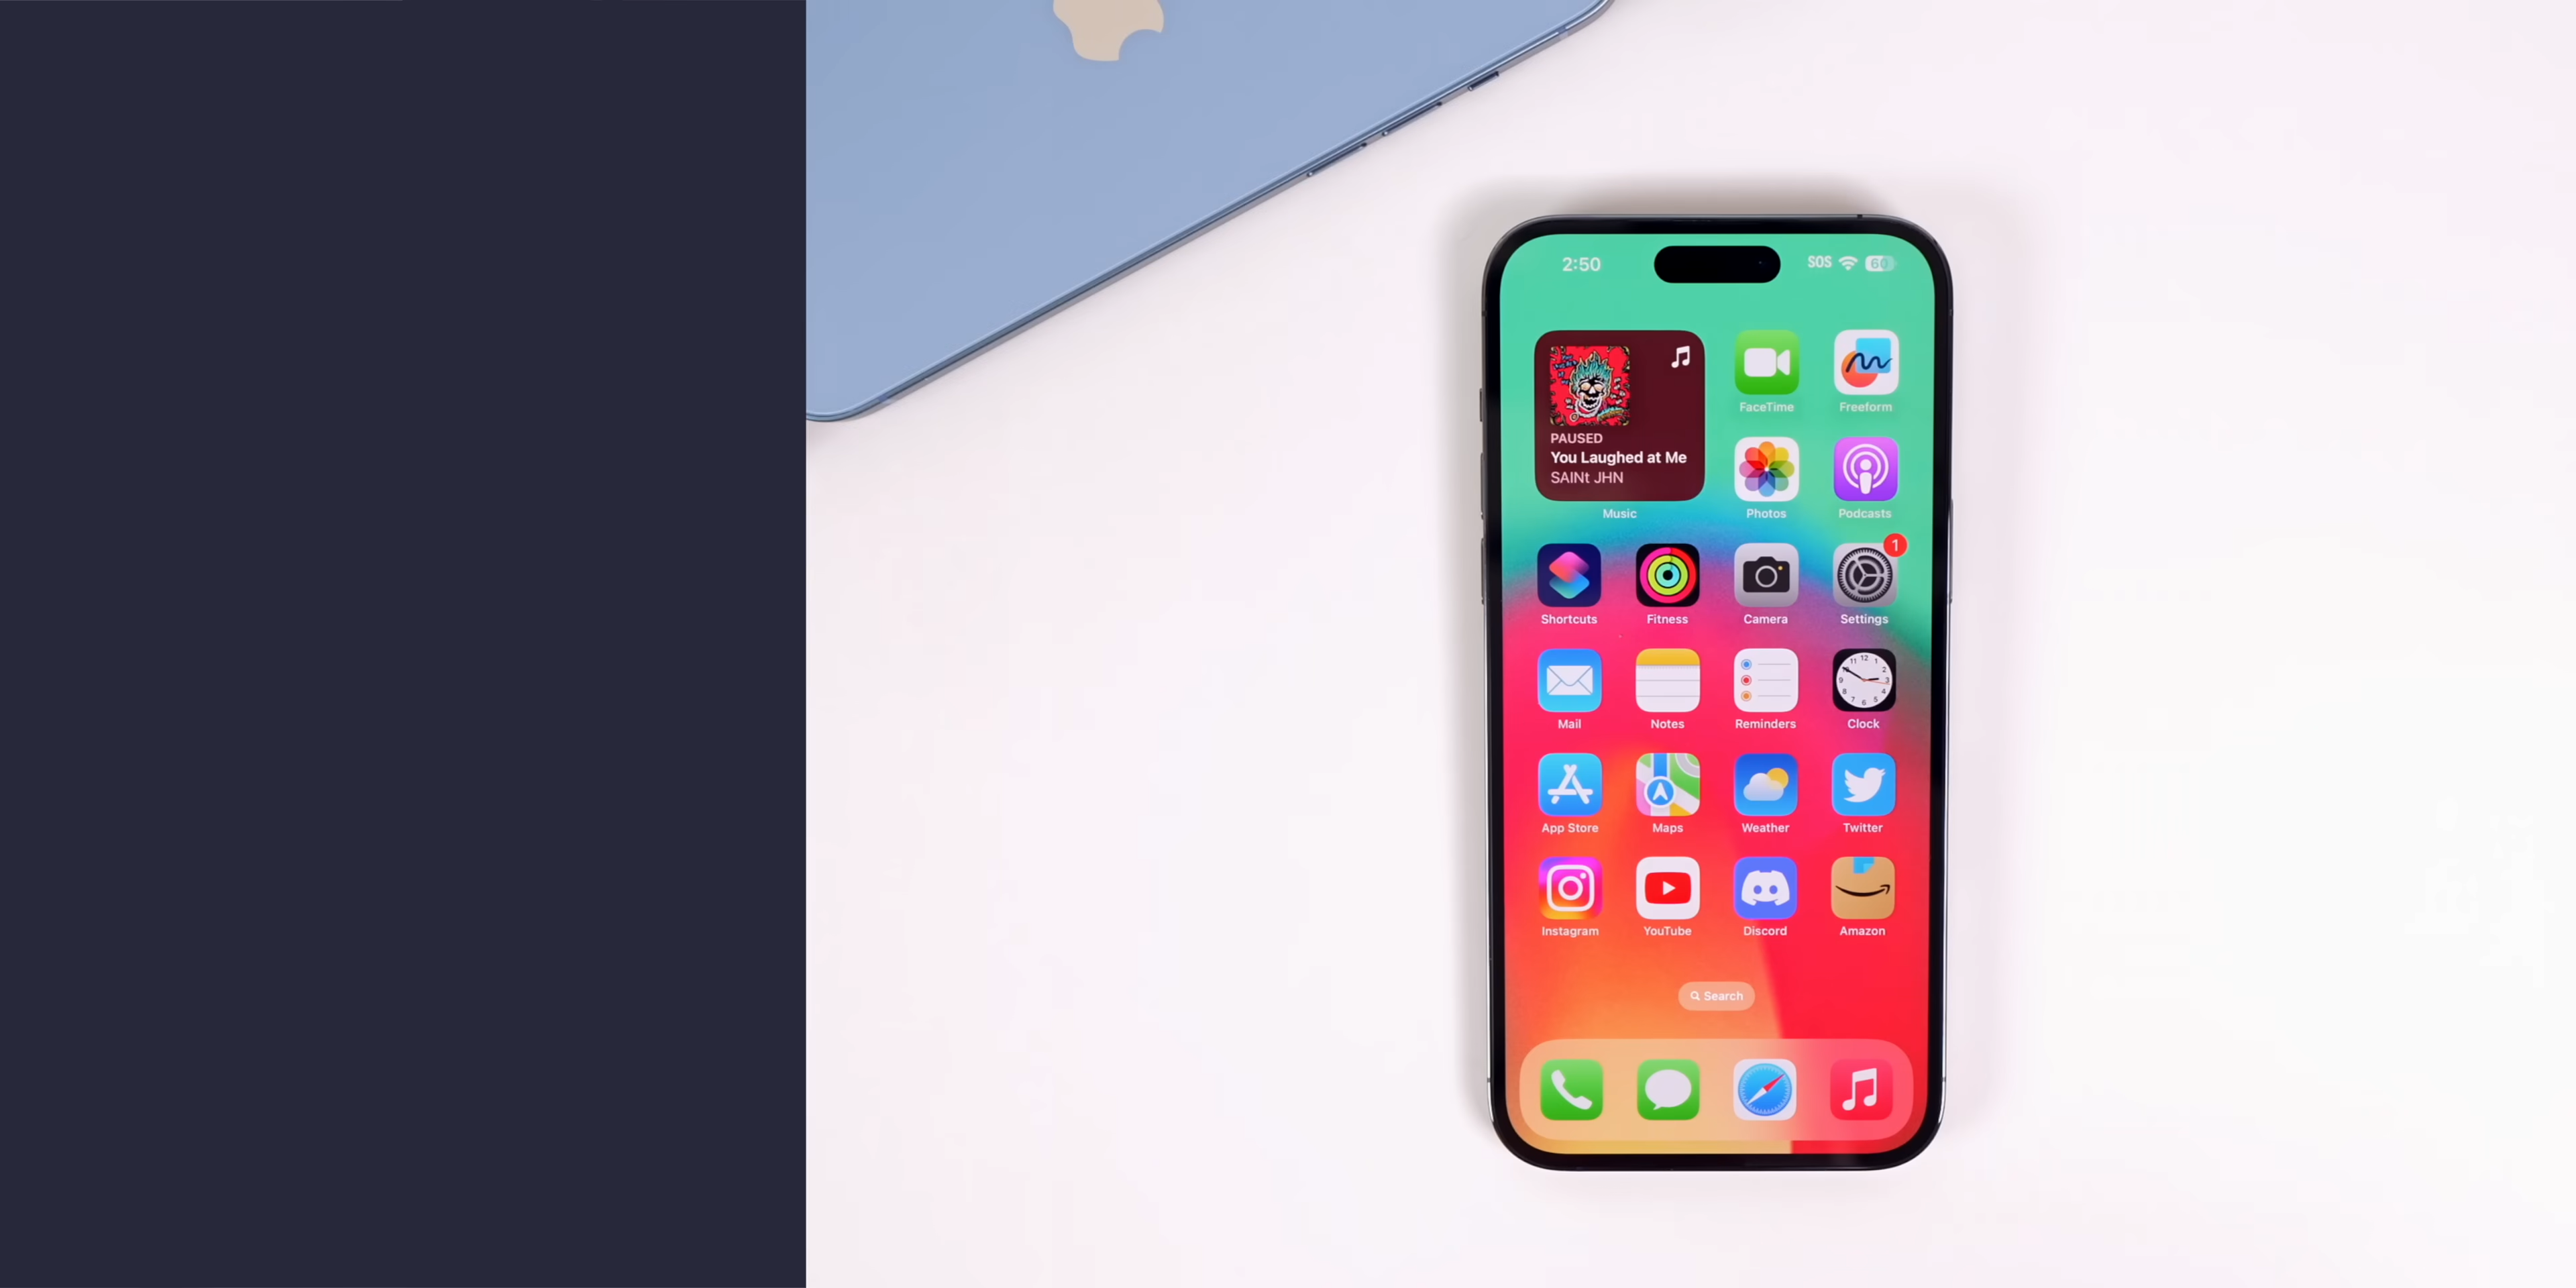 2:50 SOS 60
PAUSED
You Laughed at Me
SAINt JHN
Music
FaceTime Freeform
Photos Podcasts
1
Shortcuts Fitness Camera Settings
Mail Notes Reminders Clock
App Store Maps Weather Twitter
Instagram YouTube Discord Amazon
Search